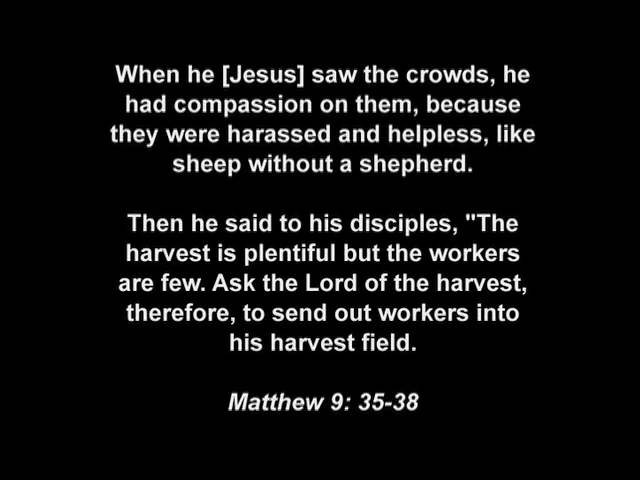 When he [Jesus] saw the crowds, he
had compassion on them, because
they were harassed and helpless, like
sheep without a shepherd.
Then he said to his disciples, "The
harvest is plentiful but the workers
are few. Ask the Lord of the harvest,
therefore, to send out workers into
his harvest field.
Matthew 9: 35-38